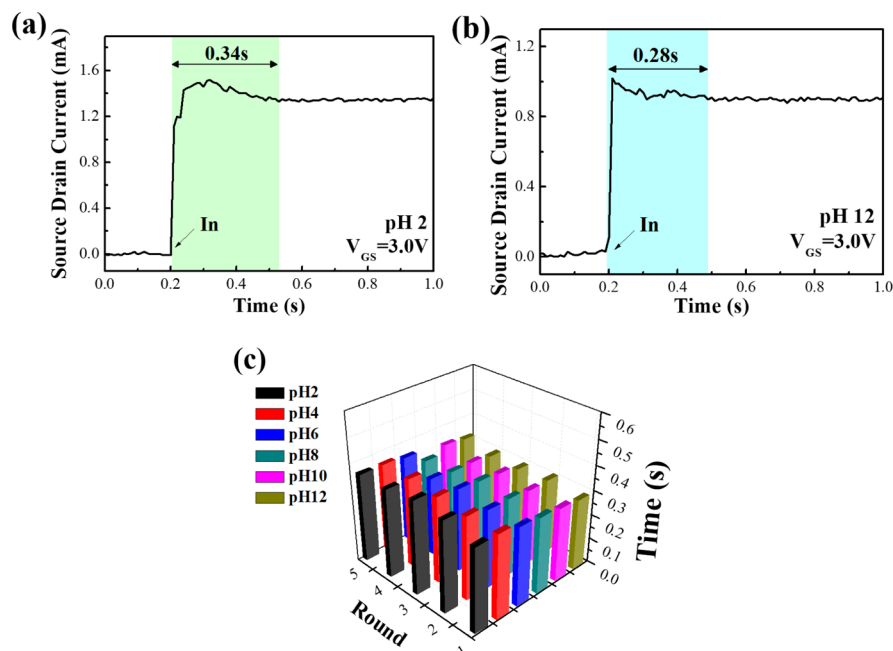 (a)
Source Drain Current (mA)
1.6
1.2
0.8
0.4
0.0
0.34s
In
pH 2
VGS=3.0V
0.0 0.2 0.4 0.6 0.8 1.0
Time (s)
(b)
Source Drain Current (mA)
1.2
0.8
0.4
0.0
0.28s
In
pH 12
VGS=3.0V
0.0 0.2 0.4 0.6 0.8 1.0
Time (s)
(c)
pH2
pH4
pH6
pH8
pH10
pH12
0.6
0.5
0.4
0.3
0.2
0.1
0.0
Time (s)
5
4
3
2
1
Round